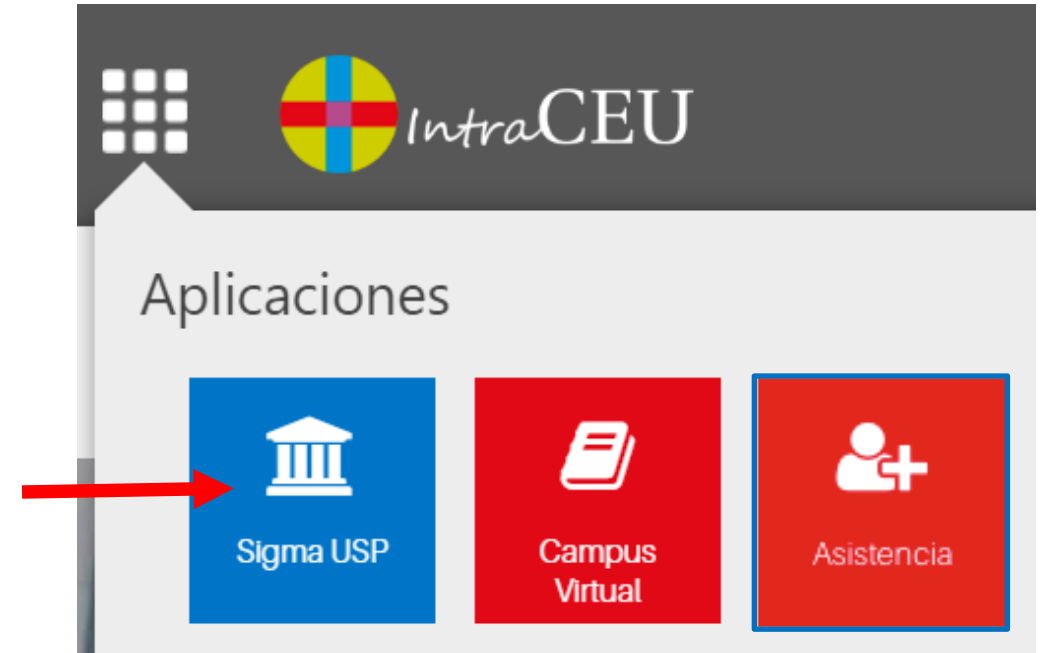 IntraCEU
Aplicaciones
Sigma USP
Campus
Virtual
Asistencia